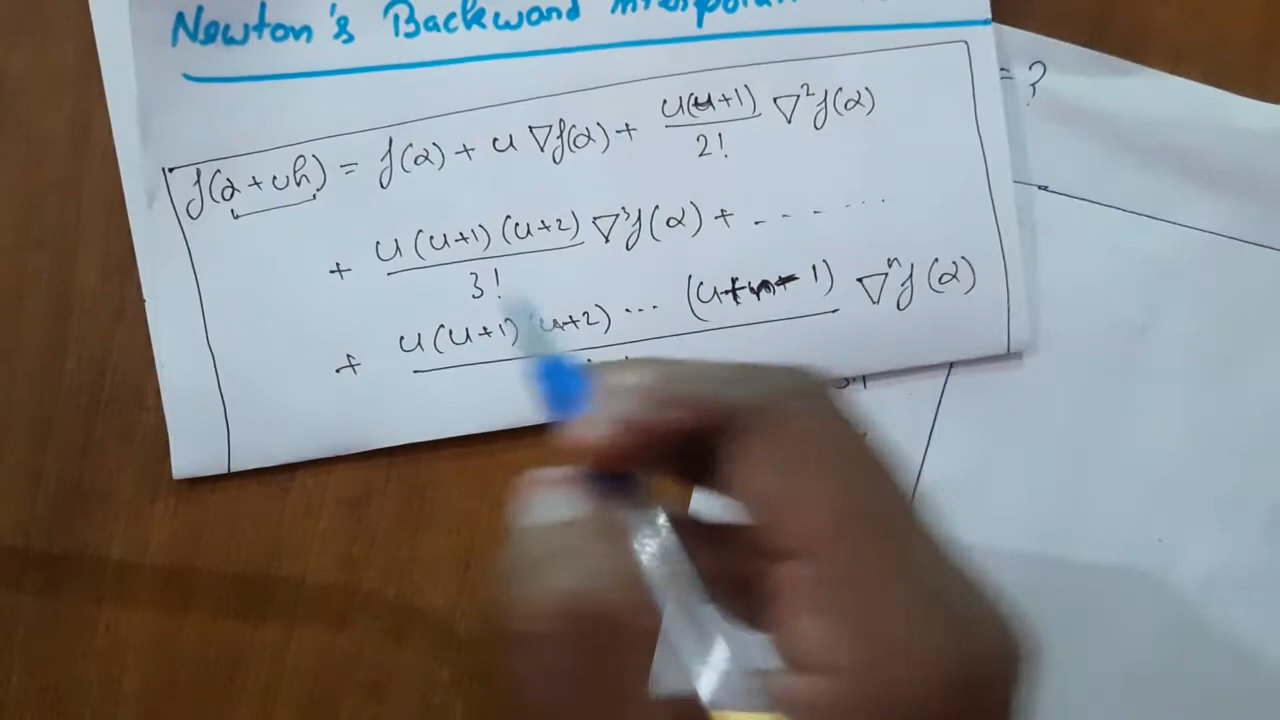 Newton's Backward
= ?
f(α+uh) = f(α) + u ∇f(α) + u(u+1)/2! ∇²f(α)
+ u(u+1)(u+2)/3! ∇³f(α) + - - - - ...
+ u(u+1)(u+2) ... (u+n-1) ∇ⁿf(α)